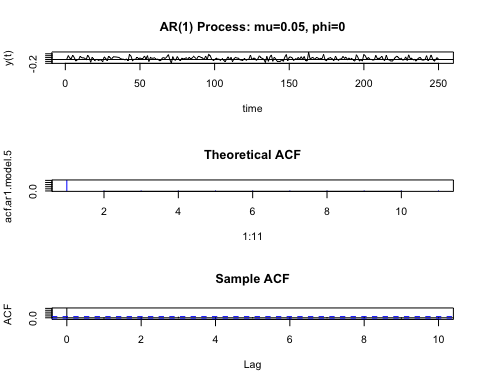 AR(1) Process: mu=0.05, phi=0
y(t)
-0.2
0 50 100 150 200 250
time
Theoretical ACF
acf.ar1.model.5
0.0
2 4 6 8 10
1:11
Sample ACF
ACF
0.0
0 2 4 6 8 10
Lag